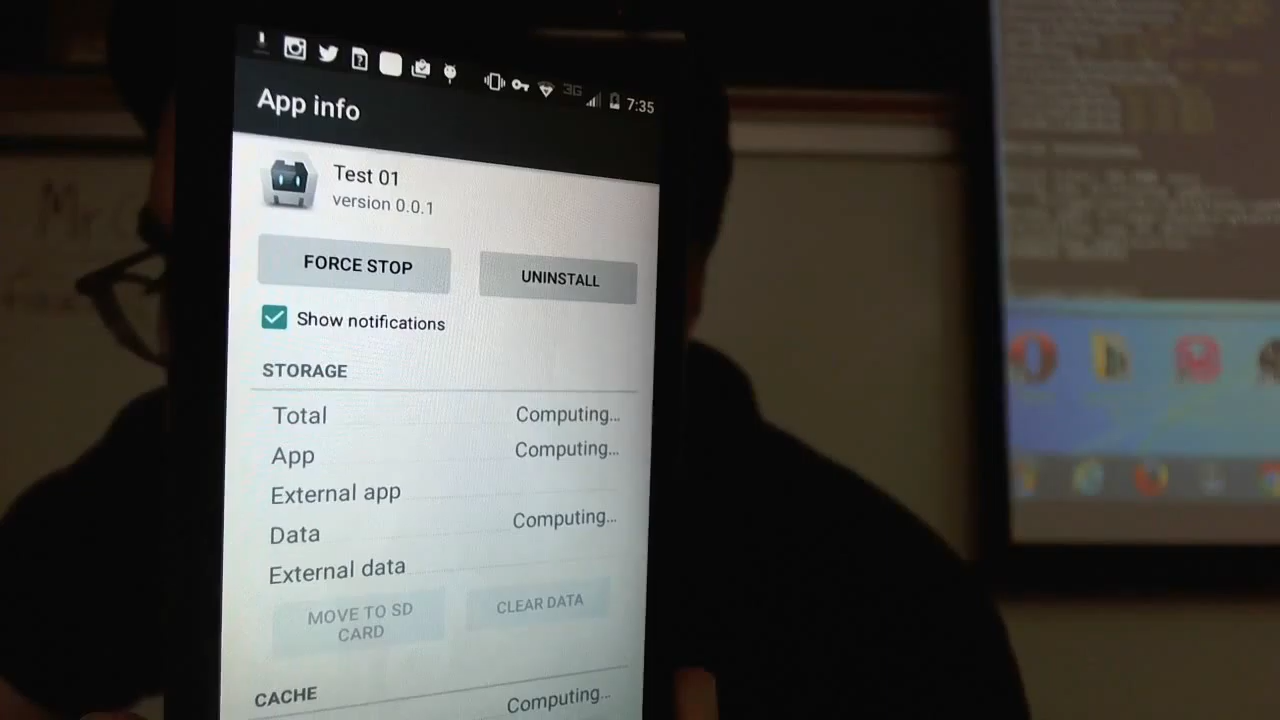 3G 7:35
App info
Test 01
version 0.0.1
FORCE STOP
UNINSTALL
Show notifications
STORAGE
Total Computing...
App Computing...
External app
Data Computing...
External data
MOVE TO SD
CARD
CLEAR DATA
CACHE
Computing...